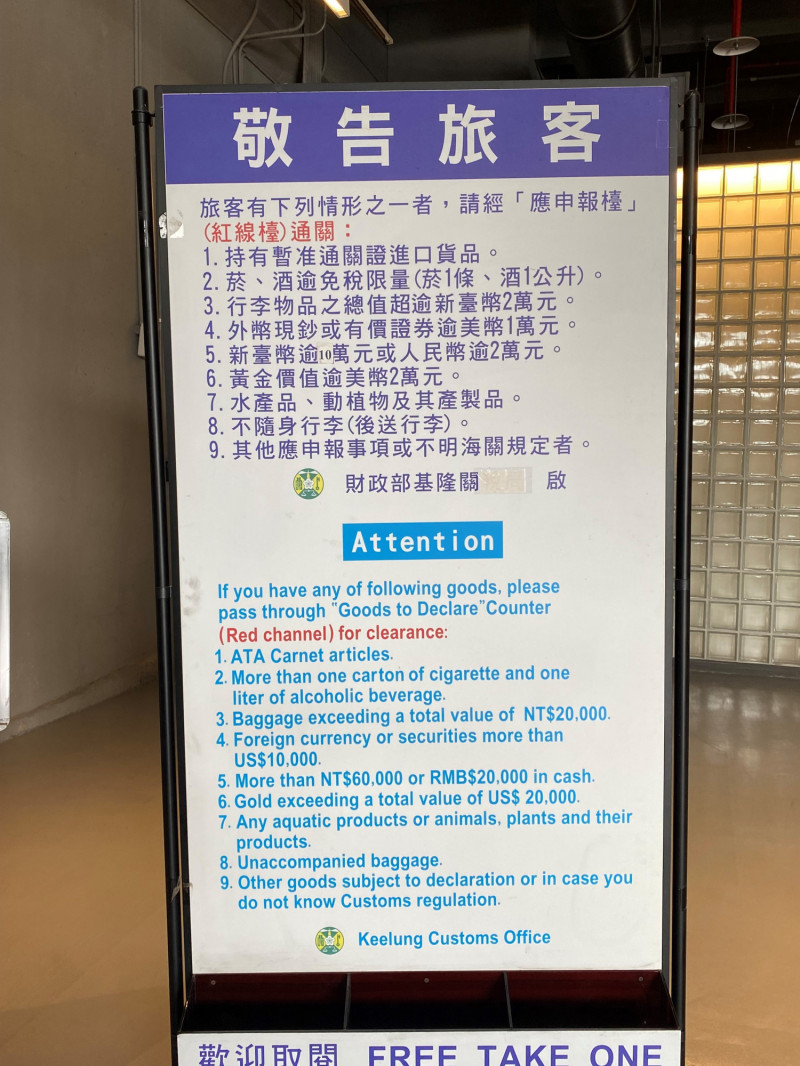 敬告旅客
旅客有下列情形之一者，請經「應申報檯」
(紅線檯)通關：
1. 持有暫准通關證進口貨品。
2. 菸、酒逾免稅限量(菸1條、酒1公升)。
3. 行李物品之總值超逾新臺幣2萬元。
4. 外幣現鈔或有價證券逾美幣1萬元。
5. 新臺幣逾10萬元或人民幣逾2萬元。
6. 黃金價值逾美幣2萬元。
7. 水產品、動植物及其產製品。
8. 不隨身行李(後送行李)。
9. 其他應申報事項或不明海關規定者。
財政部基隆關 啟
Attention
If you have any of following goods, please
pass through "Goods to Declare"Counter
(Red channel) for clearance:
1. ATA Carnet articles.
2. More than one carton of cigarette and one
liter of alcoholic beverage.
3. Baggage exceeding a total value of NT$20,000.
4. Foreign currency or securities more than
US$10,000.
5. More than NT$60,000 or RMB$20,000 in cash.
6. Gold exceeding a total value of US$ 20,000.
7. Any aquatic products or animals, plants and their
products.
8. Unaccompanied baggage.
9. Other goods subject to declaration or in case you
do not know Customs regulation.
Keelung Customs Office
歡迎取閱 FREE TAKE ONE